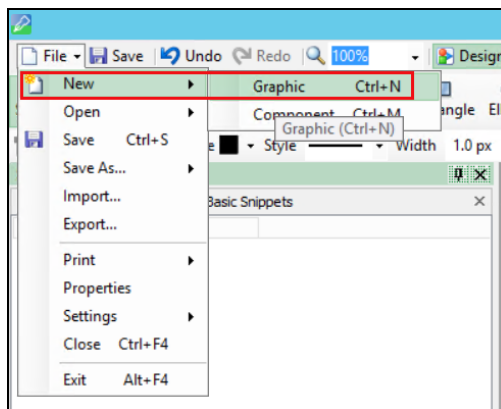 File Save Undo Redo 100% Design
New Graphic Ctrl+N
Open Component Ctrl+M angle El
Graphic (Ctrl+N)
Save Ctrl+S e Style Width 1.0 px
Save As...
Import... Basic Snippets
Export...
Print
Properties
Settings
Close Ctrl+F4
Exit Alt+F4